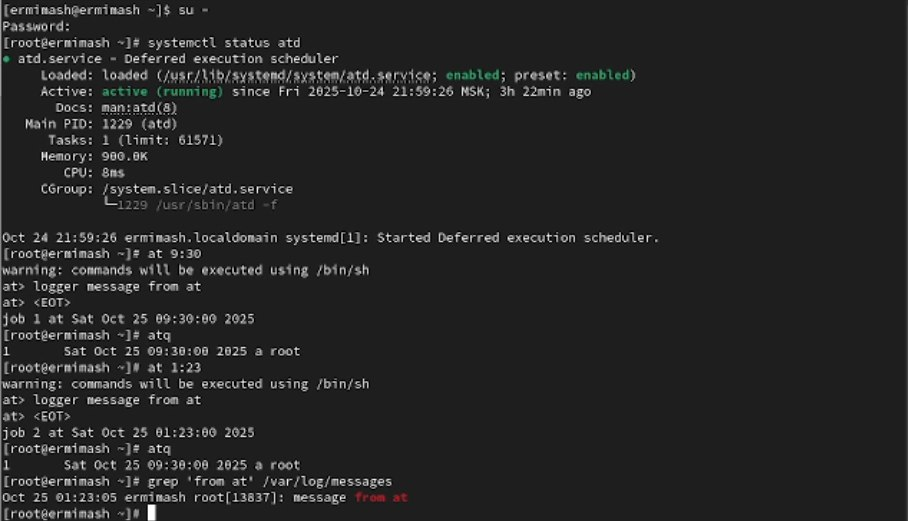 [ermimash@ermimash ~]$ su -
Password:
[root@ermimash ~]# systemctl status atd
● atd.service - Deferred execution scheduler
     Loaded: loaded (/usr/lib/systemd/system/atd.service; enabled; preset: enabled)
     Active: active (running) since Fri 2025-10-24 21:59:26 MSK; 3h 22min ago
       Docs: man:atd(8)
   Main PID: 1229 (atd)
      Tasks: 1 (limit: 61571)
     Memory: 900.0K
        CPU: 8ms
     CGroup: /system.slice/atd.service
             └─1229 /usr/sbin/atd -f
Oct 24 21:59:26 ermimash.localdomain systemd[1]: Started Deferred execution scheduler.
[root@ermimash ~]# at 9:30
warning: commands will be executed using /bin/sh
at> logger message from at
at> <EOT>
job 1 at Sat Oct 25 09:30:00 2025
[root@ermimash ~]# atq
1       Sat Oct 25 09:30:00 2025 a root
[root@ermimash ~]# at 1:23
warning: commands will be executed using /bin/sh
at> logger message from at
at> <EOT>
job 2 at Sat Oct 25 01:23:00 2025
[root@ermimash ~]# atq
1       Sat Oct 25 09:30:00 2025 a root
[root@ermimash ~]# grep 'from at' /var/log/messages
Oct 25 01:23:05 ermimash root[13837]: message from at
[root@ermimash ~]#